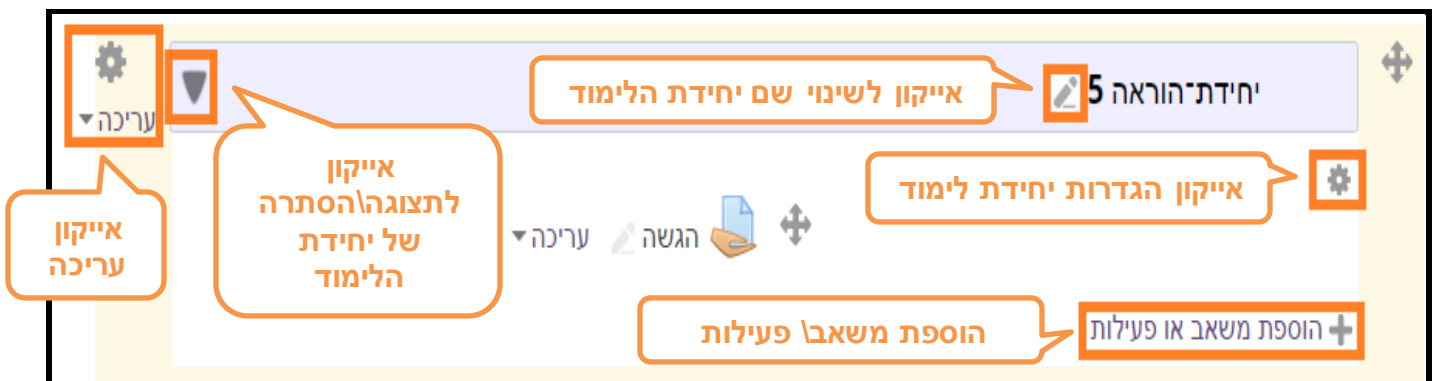 יחידת־הוראה 5
אייקון לשינוי שם יחידת הלימוד
עריכה
אייקון הגדרות יחידת לימוד
אייקון
לתצוגה\הסתרה
של יחידת
הלימוד
אייקון
עריכה
הגשה עריכה
הוספת משאב או פעילות
הוספת משאב\ פעילות